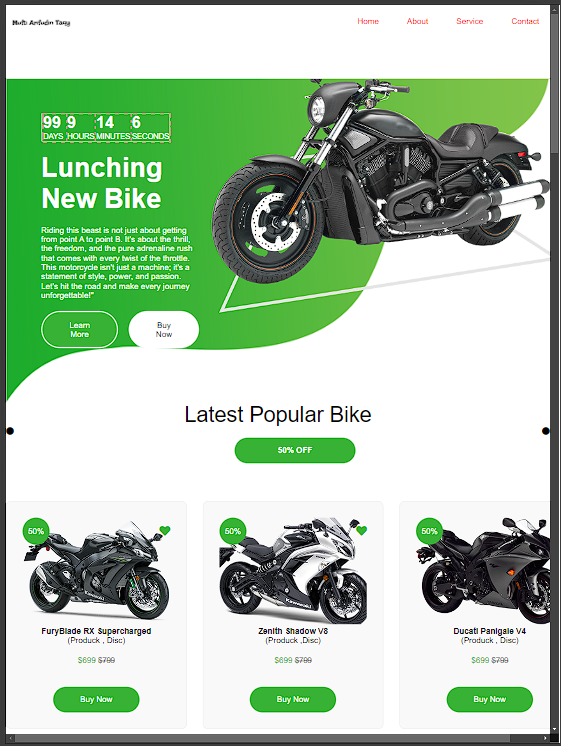 Home About Service Contact
99 9 14 6
DAYS HOURS MINUTES SECONDS
Lunching
New Bike
Riding this beast is not just about getting
from point A to point B. It's about the thrill,
the freedom, and the pure adrenaline rush
that comes with every twist of the throttle.
This motorcycle isn't just a machine; it's a
statement of style, power, and passion.
Let's hit the road and make every journey
unforgettable!"
Learn
More
Buy
Now
Latest Popular Bike
50% OFF
50%
FuryBlade RX Supercharged
(Produck , Disc)
$699 $799
Buy Now
50%
Zenith Shadow V8
(Produck ,Disc)
$699 $799
Buy Now
50%
Ducati Panigale V4
(Produck , Disc)
$699 $799
Buy Now